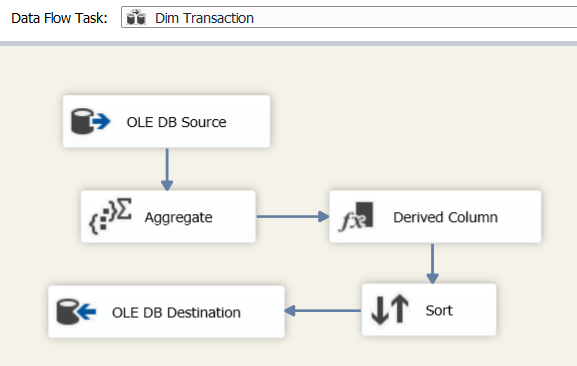 Data Flow Task: Dim Transaction
OLE DB Source
Aggregate
Derived Column
OLE DB Destination
Sort